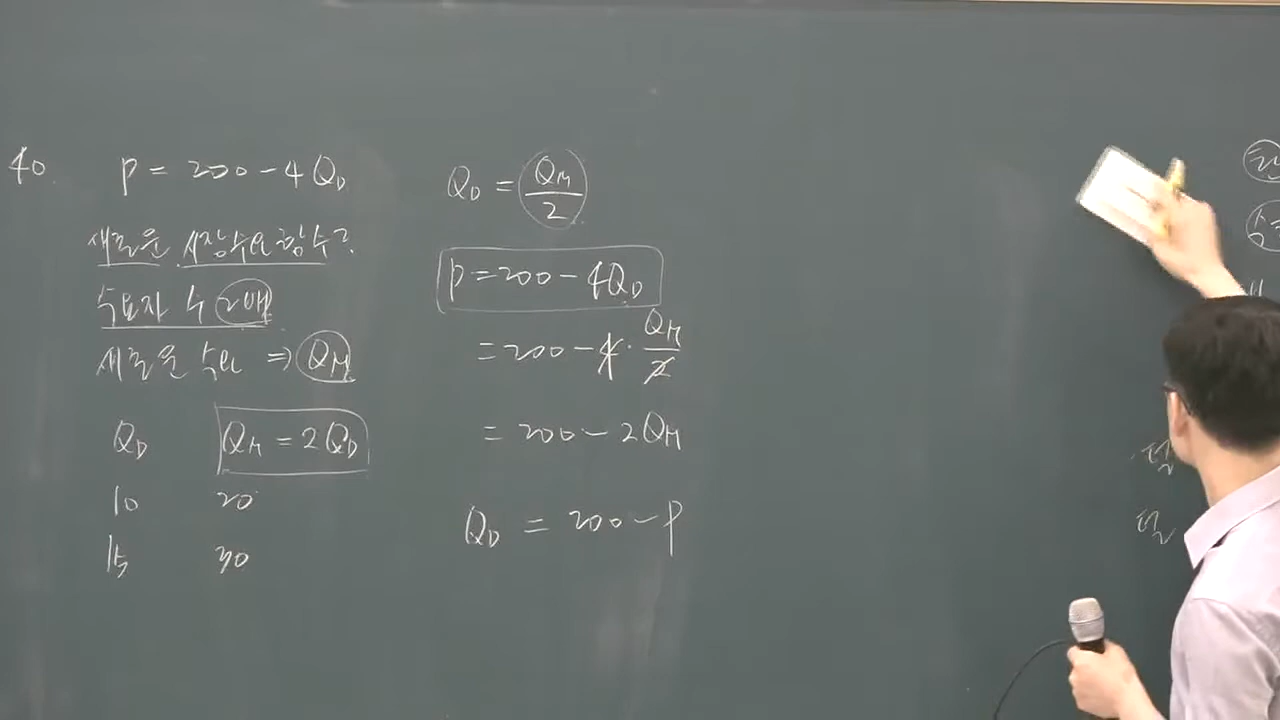 40. P = 200 - 4Q_D
새로운 시장수요함수?
수요자 수 2배
새로운 수요 ⇒ Q_M
Q_D Q_M = 2Q_D
10 20
15 30
Q_D = Q_M/2
P = 200 - 4Q_D
= 200 - 4 · Q_M/2
= 200 - 2Q_M
Q_D = 200 - P